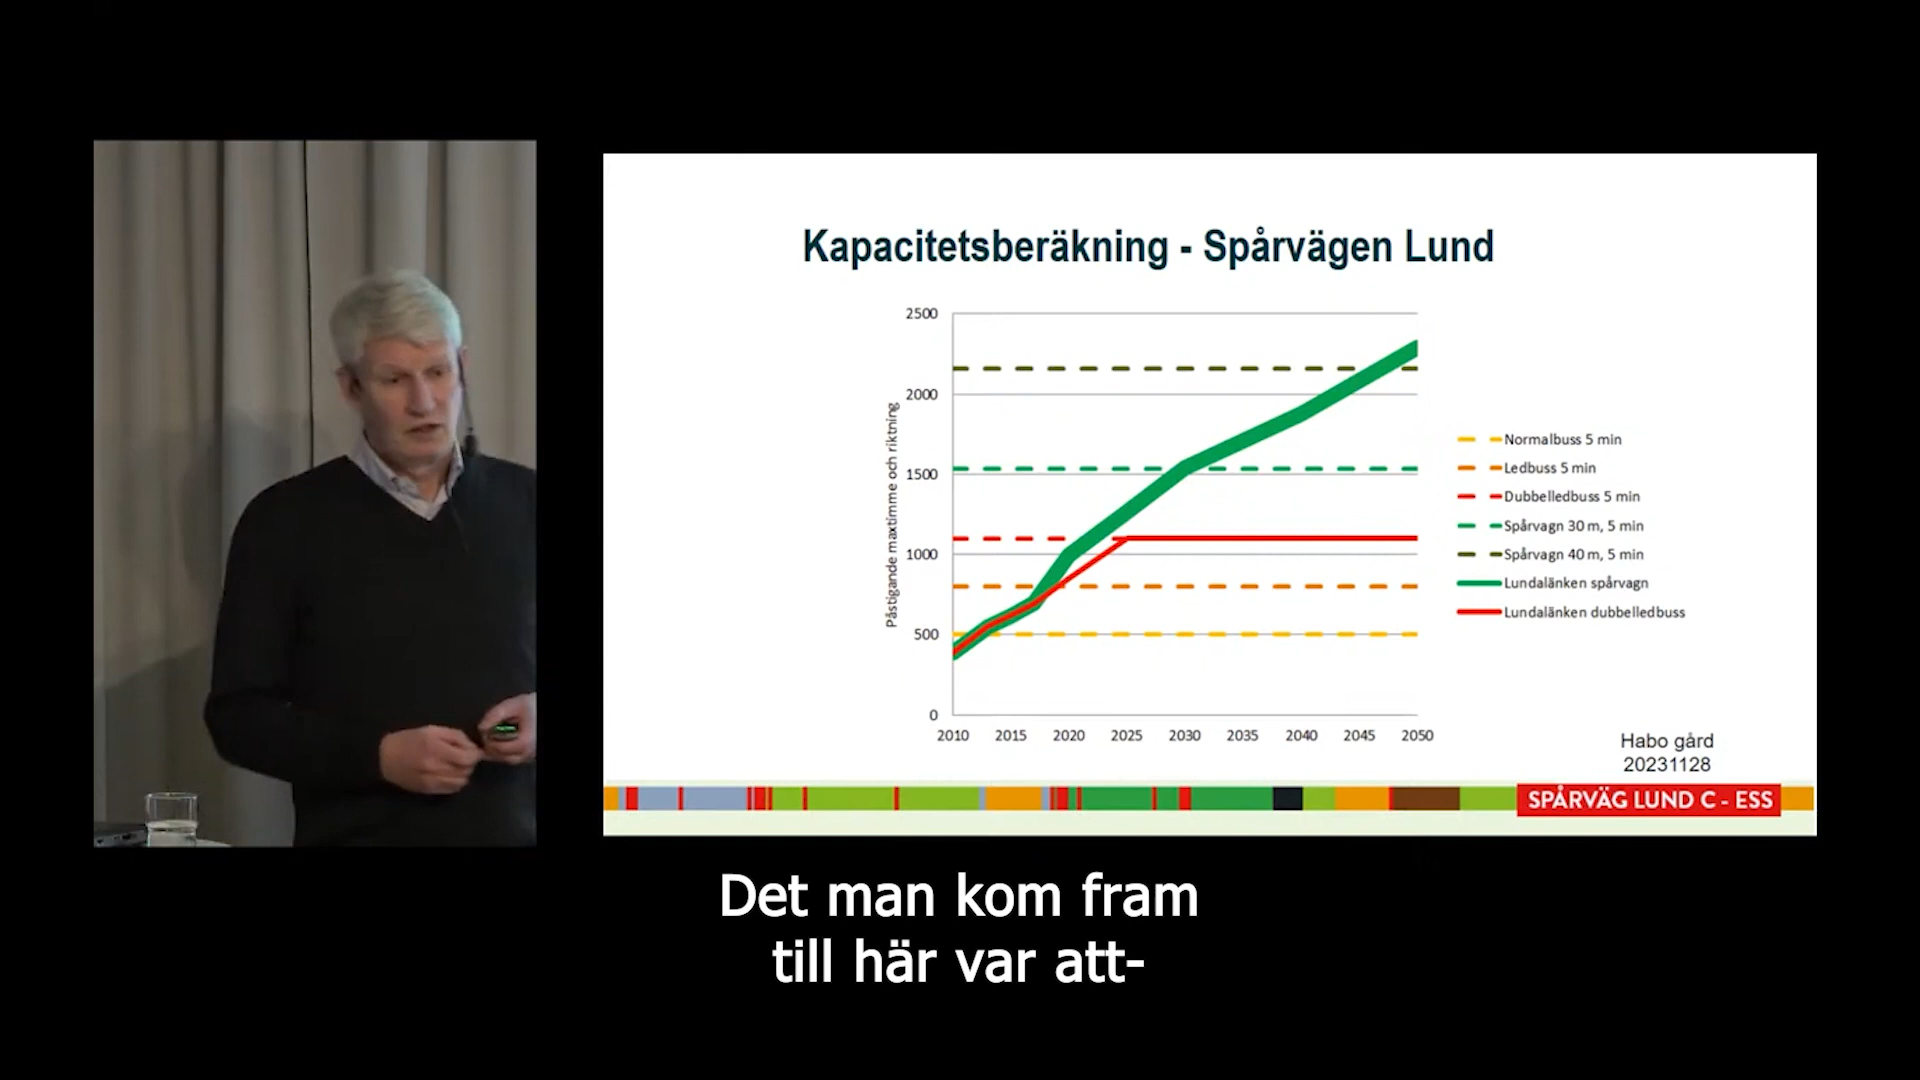 Kapacitetsberäkning - Spårvägen Lund
Påstigande maxtimme och riktning
2500
2000
1500
1000
500
0
2010 2015 2020 2025 2030 2035 2040 2045 2050
Normalbuss 5 min
Ledbuss 5 min
Dubbelledbuss 5 min
Spårvagn 30 m, 5 min
Spårvagn 40 m, 5 min
Lundalänken spårvagn
Lundalänken dubbelledbuss
Habo gård
20231128
SPÅRVÄG LUND C - ESS
Det man kom fram
till här var att-